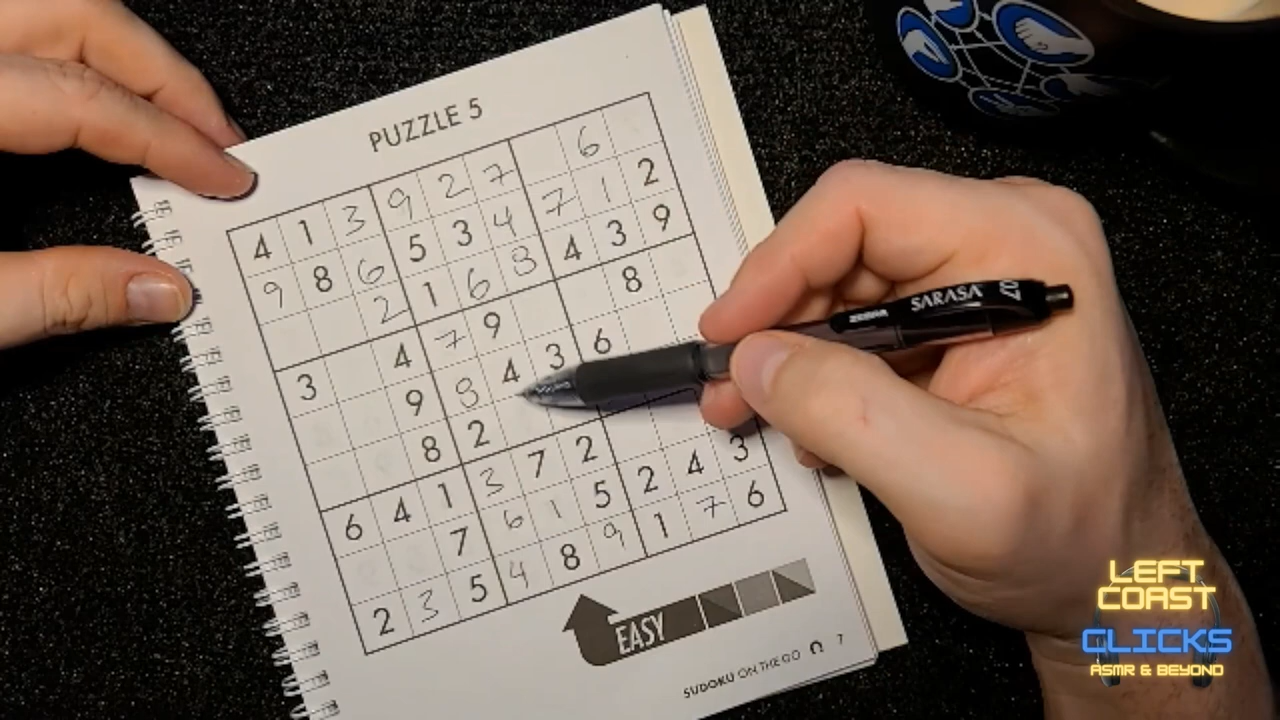 PUZZLE 5
4 1 3 9 2 7 6
9 8 6 5 3 4 7 1 2
2 1 6 8 4 3 9
3 4 7 9 8
9 8 4 3 6
8 2
6 4 1 3 7 2
7 6 1 5 2 4 3
2 3 5 4 8 9 1 7 6
EASY
SUDOKU ON THE GO 7
ZEBRA SARASA 0.7
LEFT
COAST
CLICKS
ASMR & BEYOND